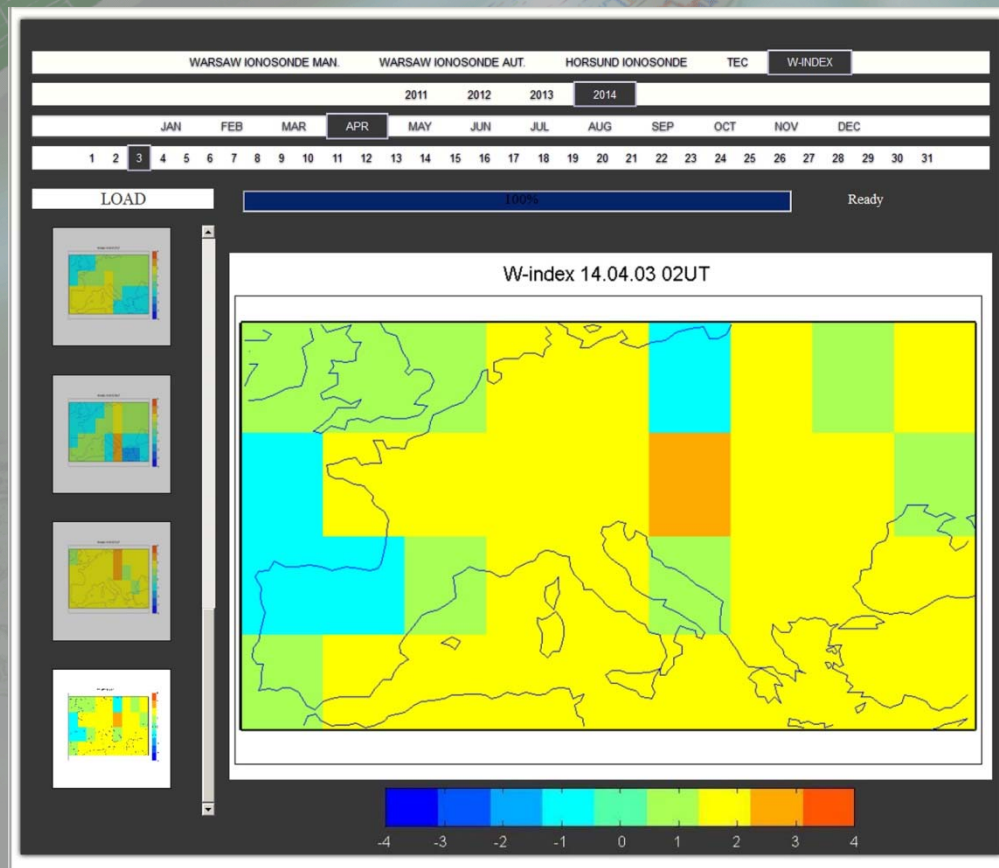 WARSAW IONOSONDE MAN. WARSAW IONOSONDE AUT. HORSUND IONOSONDE TEC W-INDEX
2011 2012 2013 2014
JAN FEB MAR APR MAY JUN JUL AUG SEP OCT NOV DEC
1 2 3 4 5 6 7 8 9 10 11 12 13 14 15 16 17 18 19 20 21 22 23 24 25 26 27 28 29 30 31
LOAD 100% Ready
W-index 14.04.03 02UT
-4 -3 -2 -1 0 1 2 3 4